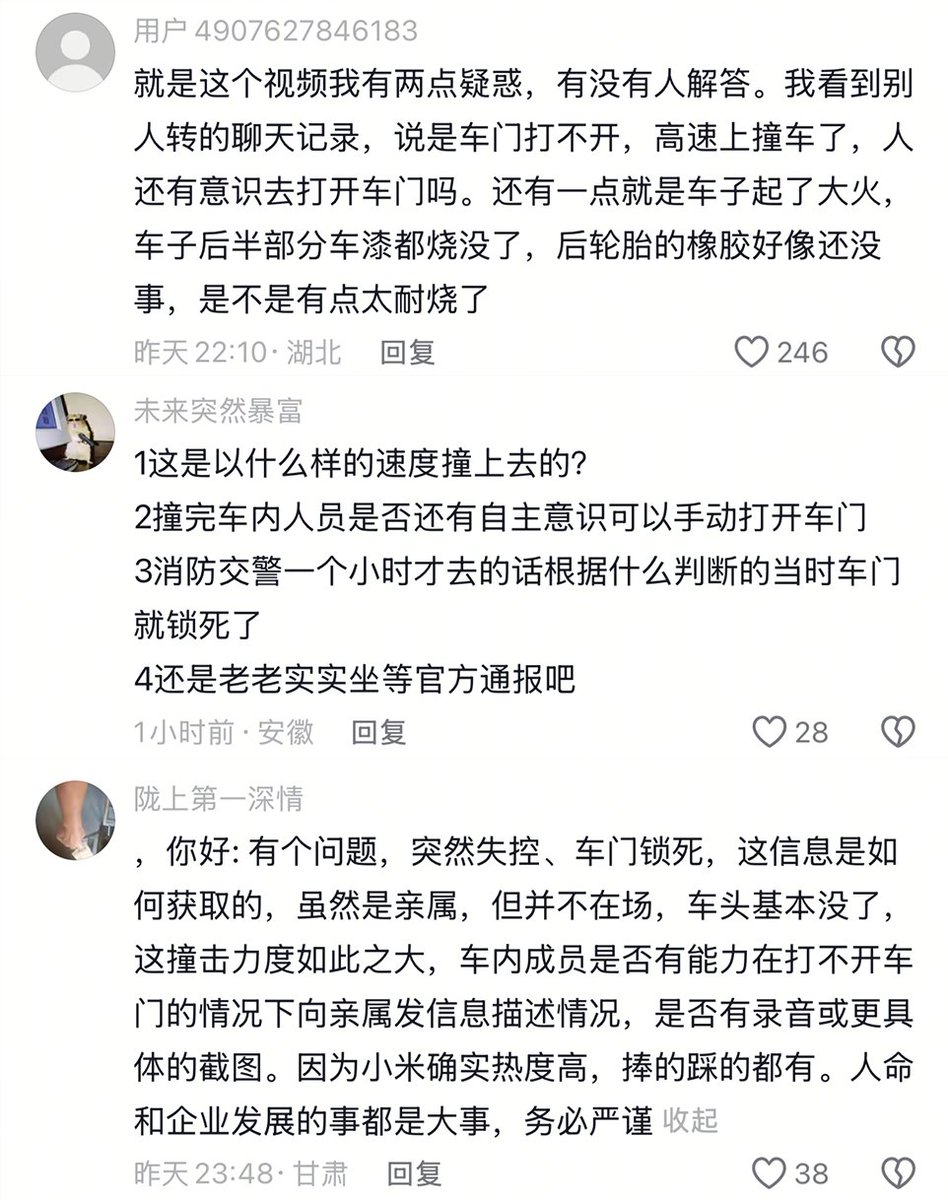 用户 4907627846183
就是这个视频我有两点疑惑，有没有人解答。我看到别
人转的聊天记录，说是车门打不开，高速上撞车了，人
还有意识去打开车门吗。还有一点就是车子起了大火，
车子后半部分车漆都烧没了，后轮胎的橡胶好像还没
事，是不是有点太耐烧了
昨天 22:10 · 湖北 回复 246
未来突然暴富
1这是以什么样的速度撞上去的?
2撞完车内人员是否还有自主意识可以手动打开车门
3消防交警一个小时才去的话根据什么判断的当时车门
就锁死了
4还是老老实实坐等官方通报吧
1小时前 · 安徽 回复 28
陇上第一深情
，你好: 有个问题，突然失控、车门锁死，这信息是如
何获取的，虽然是亲属，但并不在场，车头基本没了，
这撞击力度如此之大，车内成员是否有能力在打不开车
门的情况下向亲属发信息描述情况，是否有录音或更具
体的截图。因为小米确实热度高，捧的踩的都有。人命
和企业发展的事都是大事，务必严谨 收起
昨天 23:48 · 甘肃 回复 38